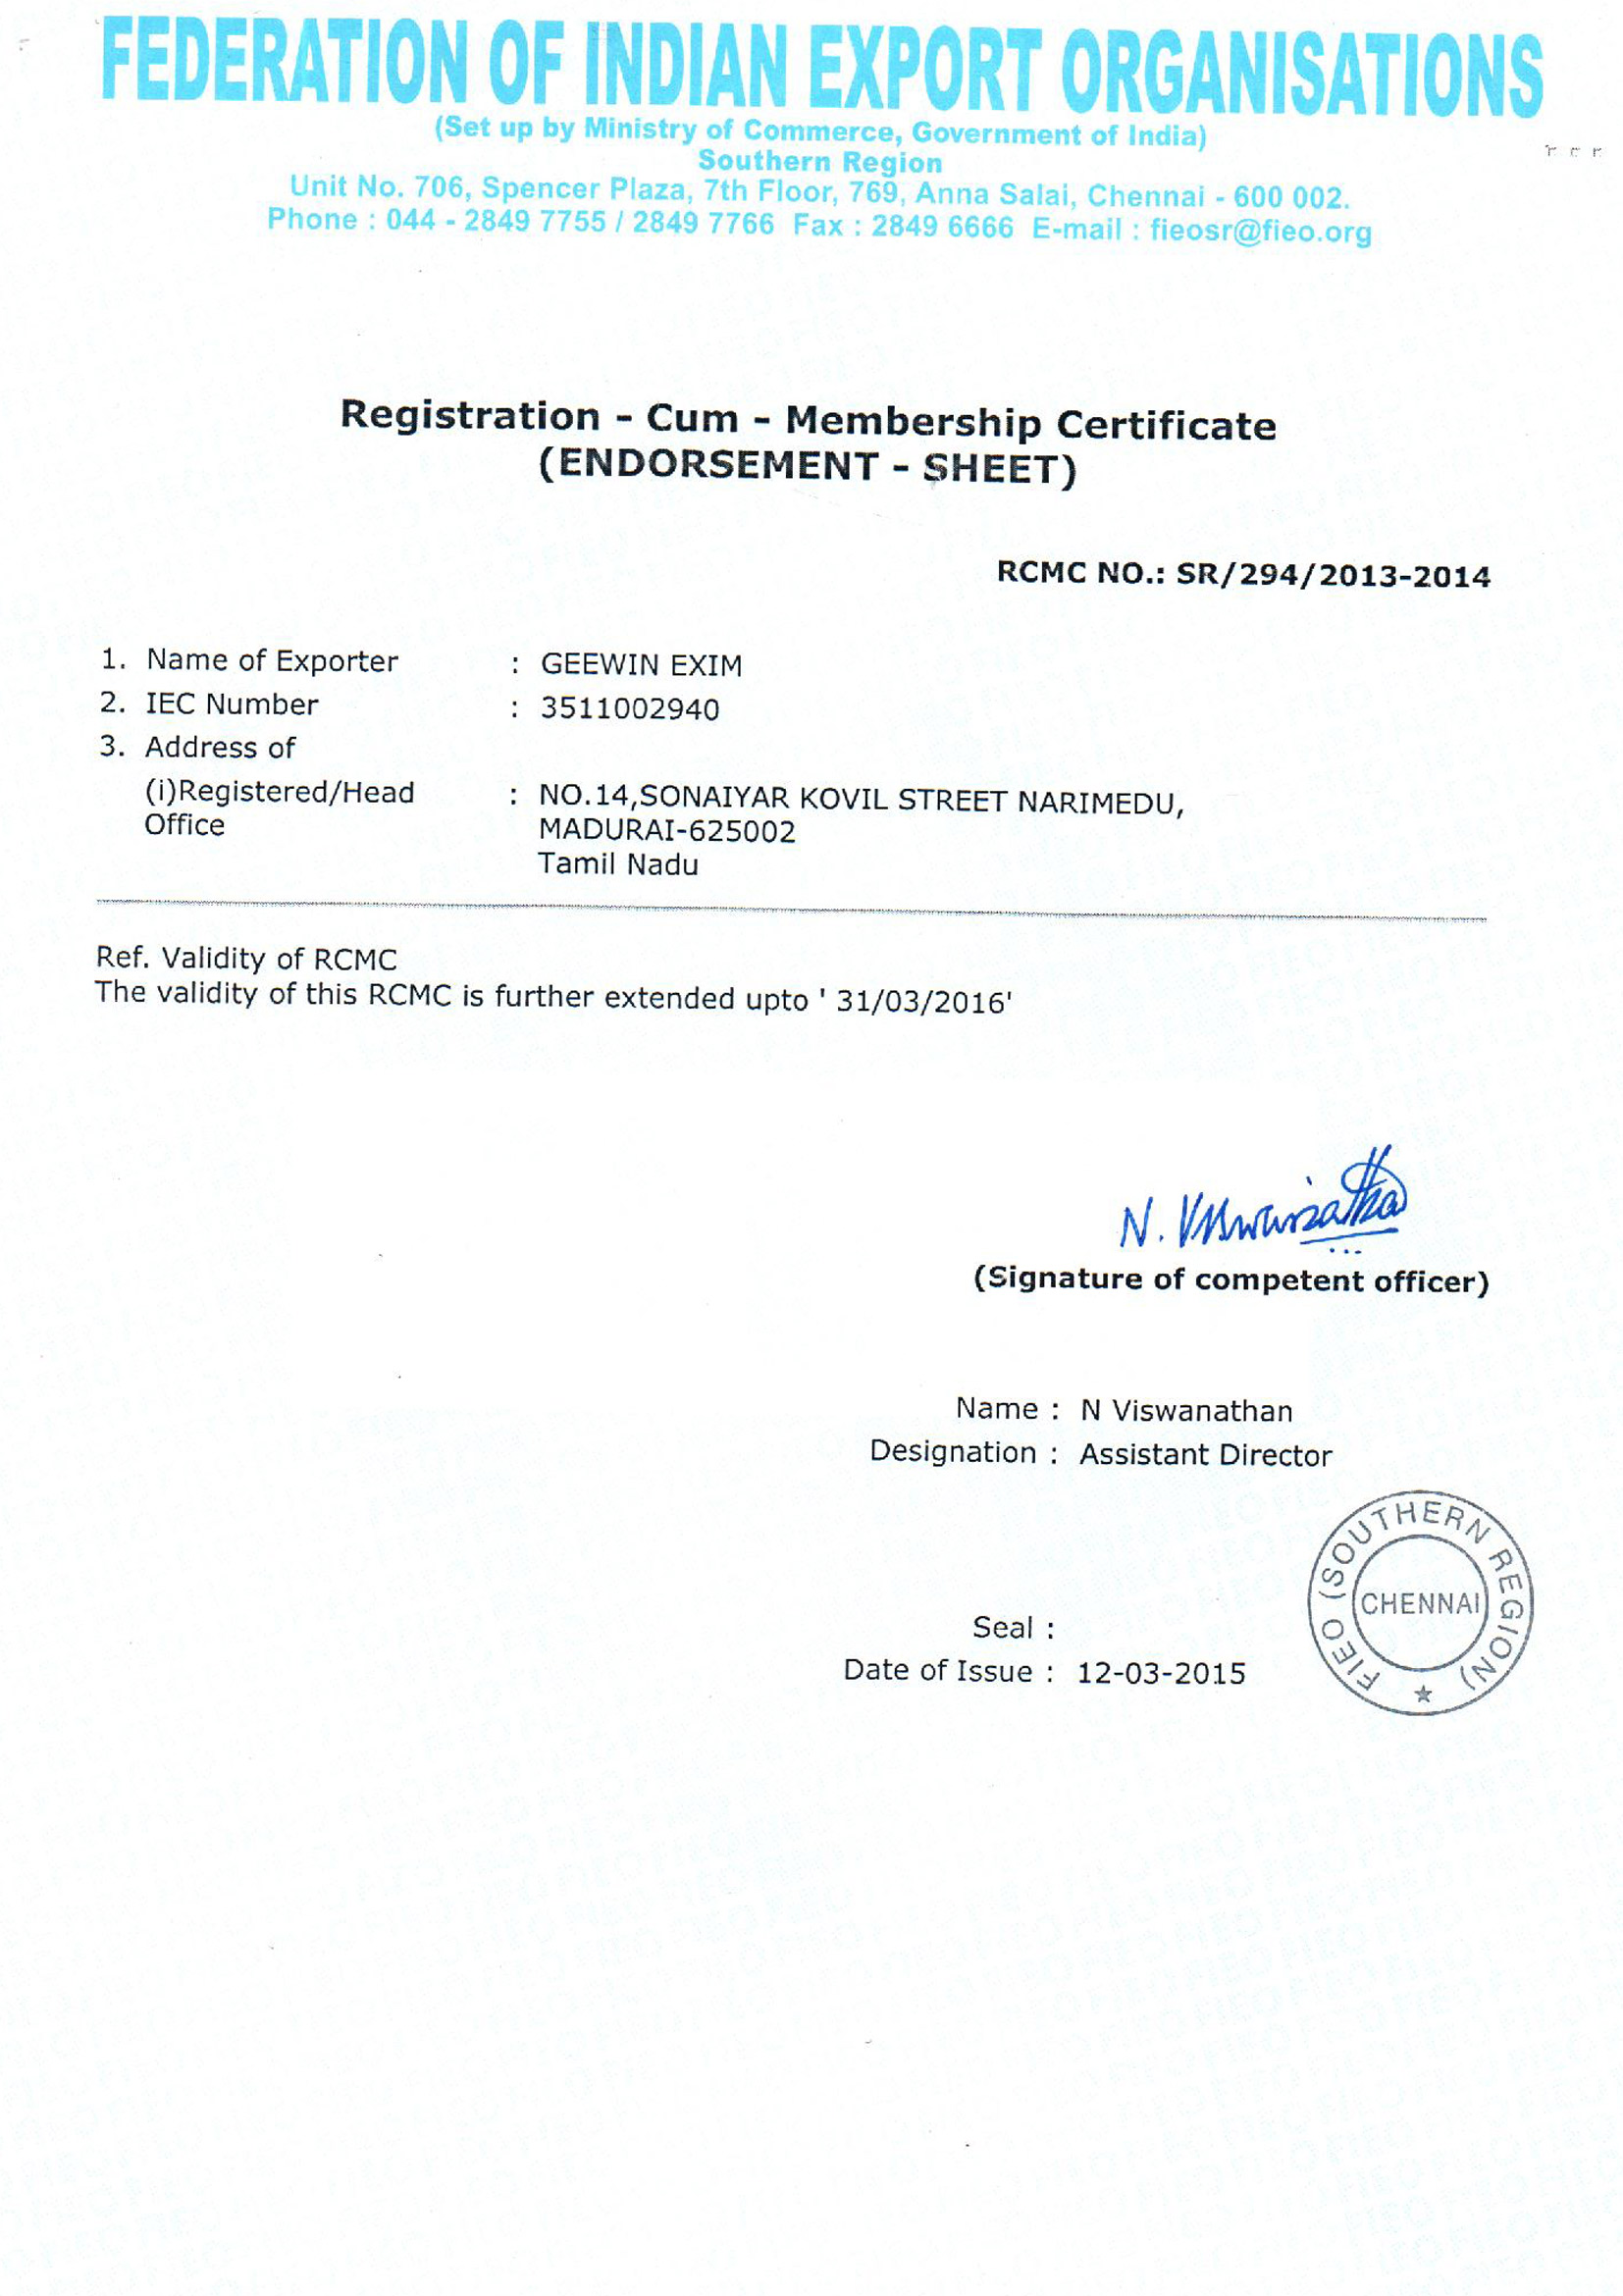 FEDERATION OF INDIAN EXPORT ORGANISATIONS
(Set up by Ministry of Commerce, Government of India)
Southern Region
Unit No. 706, Spencer Plaza, 7th Floor, 769, Anna Salai, Chennai - 600 002.
Phone : 044 - 2849 7755 / 2849 7766 Fax : 2849 6666 E-mail : fieosr@fieo.org
Registration - Cum - Membership Certificate
(ENDORSEMENT - SHEET)
RCMC NO.: SR/294/2013-2014
1. Name of Exporter : GEEWIN EXIM
2. IEC Number : 3511002940
3. Address of
(i)Registered/Head : NO.14,SONAIYAR KOVIL STREET NARIMEDU,
Office MADURAI-625002
Tamil Nadu
Ref. Validity of RCMC
The validity of this RCMC is further extended upto ' 31/03/2016'
N. Viswanathan
(Signature of competent officer)
Name : N Viswanathan
Designation : Assistant Director
FIEO (SOUTHERN REGION)
CHENNAI
Seal :
Date of Issue : 12-03-2015